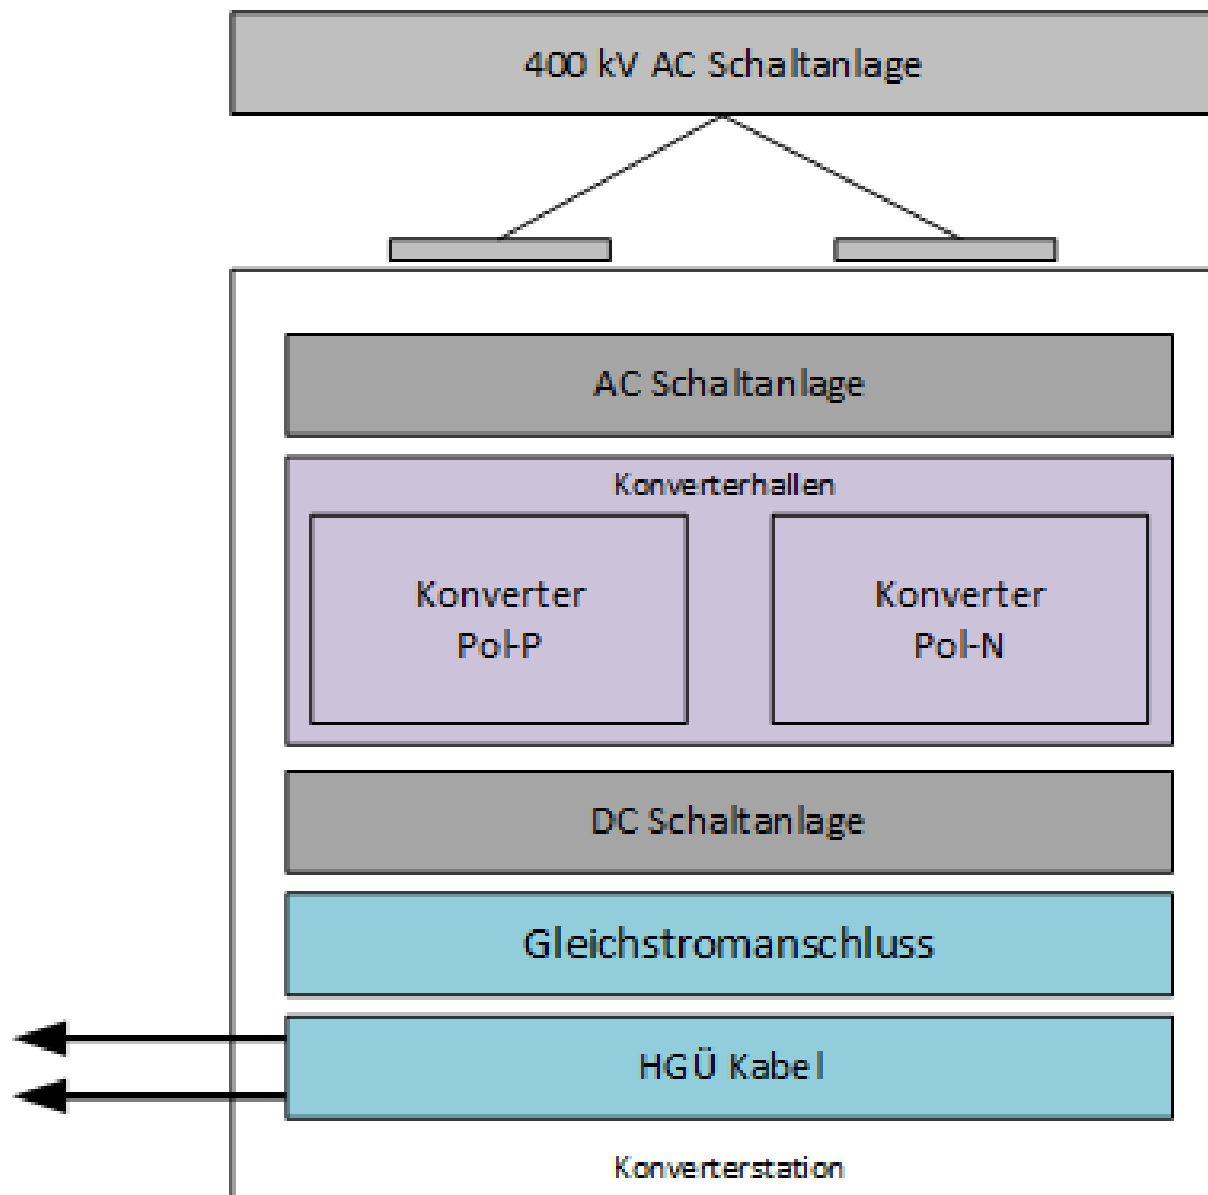 400 kV AC Schaltanlage
AC Schaltanlage
Konverterhallen
Konverter
Pol-P
Konverter
Pol-N
DC Schaltanlage
Gleichstromanschluss
HGÜ Kabel
Konverterstation